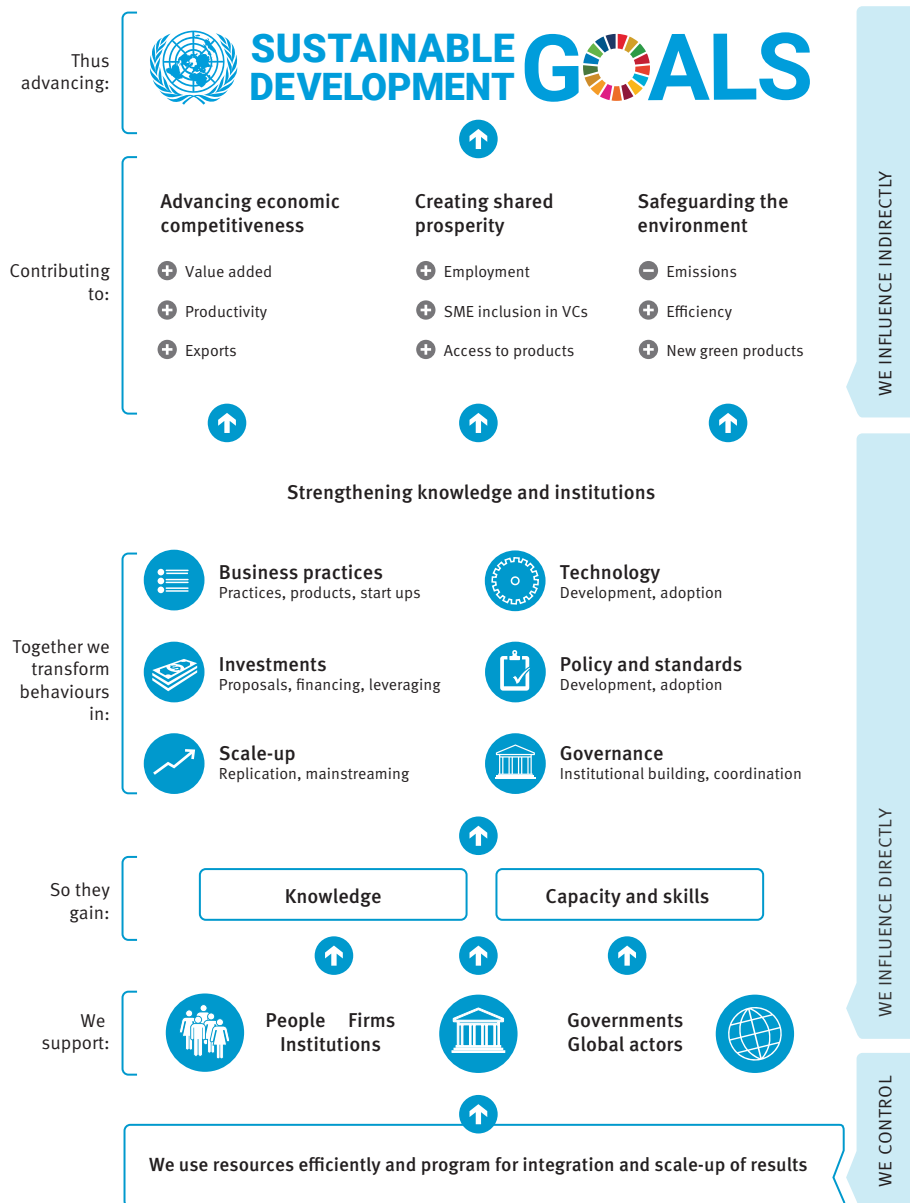 Thus
advancing:
SUSTAINABLE
DEVELOPMENT
GOALS
Contributing
to:
Advancing economic
competitiveness
Value added
Productivity
Exports
Creating shared
prosperity
Employment
SME inclusion in VCs
Access to products
Safeguarding the
environment
Emissions
Efficiency
New green products
WE INFLUENCE INDIRECTLY
Strengthening knowledge and institutions
Together we
transform
behaviours
in:
Business practices
Practices, products, start ups
Technology
Development, adoption
Investments
Proposals, financing, leveraging
Policy and standards
Development, adoption
Scale-up
Replication, mainstreaming
Governance
Institutional building, coordination
So they
gain:
Knowledge
Capacity and skills
WE INFLUENCE DIRECTLY
We
support:
People Firms
Institutions
Governments
Global actors
We use resources efficiently and program for integration and scale-up of results
WE CONTROL